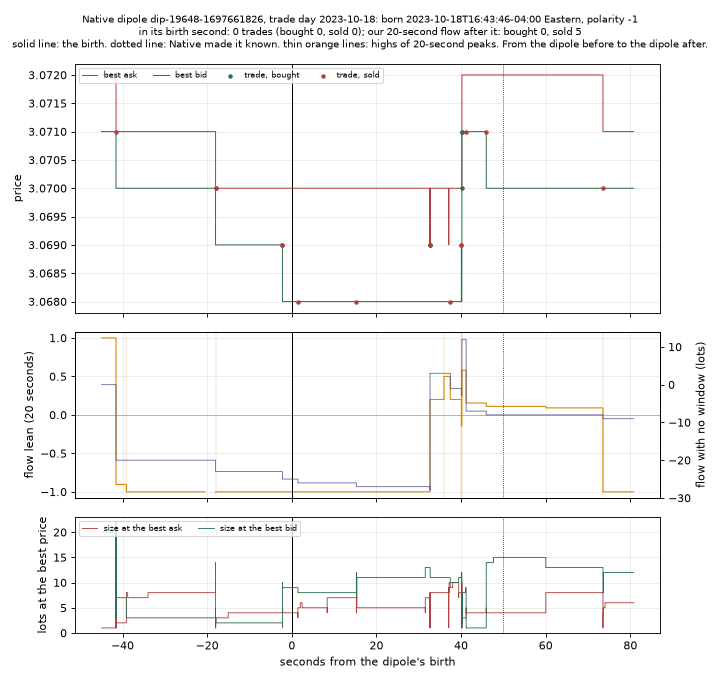 Native dipole dip-19648-1697661826, trade day 2023-10-18: born 2023-10-18T16:43:46-04:00 Eastern, polarity -1
in its birth second: 0 trades (bought 0, sold 0); our 20-second flow after it: bought 0, sold 5
solid line: the birth. dotted line: Native made it known. thin orange lines: highs of 20-second peaks. From the dipole before to the dipole after.
best ask best bid trade, bought trade, sold
3.0720
3.0715
3.0710
3.0705
3.0700
3.0695
3.0690
3.0685
3.0680
price
1.0
0.5
0.0
−0.5
−1.0
flow lean (20 seconds)
10
0
−10
−20
−30
flow with no window (lots)
size at the best ask size at the best bid
20
15
10
5
0
lots at the best price
−40 −20 0 20 40 60 80
seconds from the dipole's birth